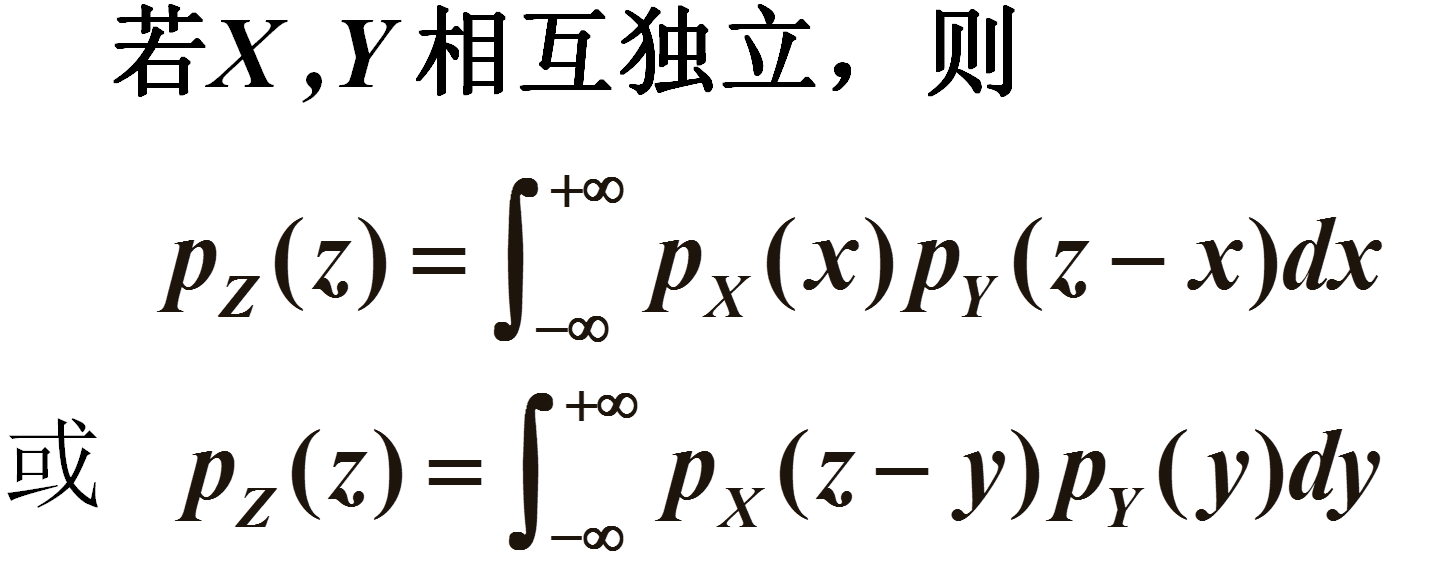 若X,Y相互独立，则
p_Z(z)=∫_{-∞}^{+∞} p_X(x)p_Y(z-x)dx
或 p_Z(z)=∫_{-∞}^{+∞} p_X(z-y)p_Y(y)dy